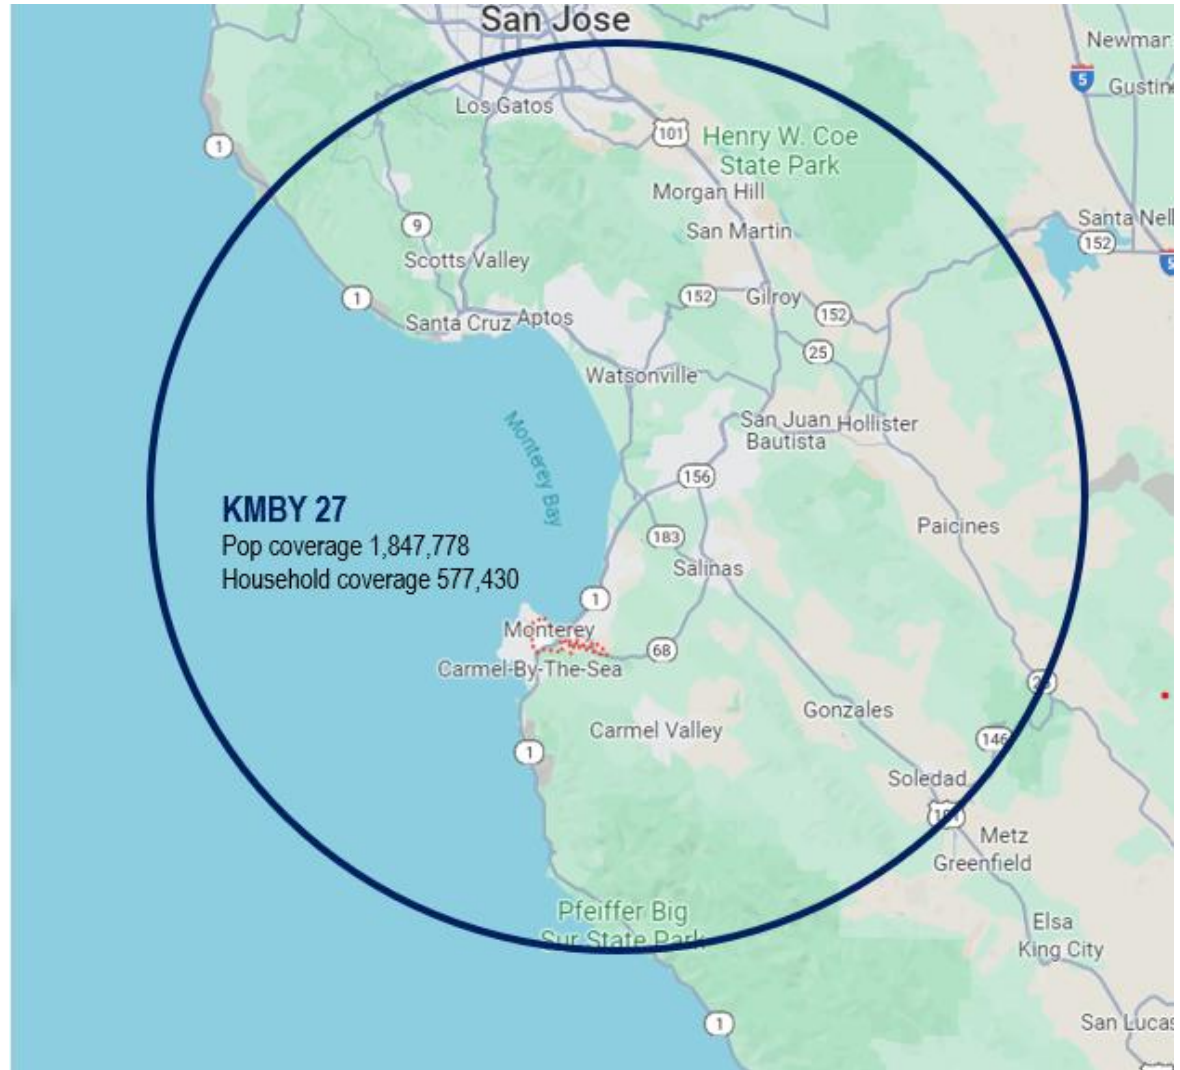 San Jose
Newman
5
Gustin
Los Gatos
101
Henry W. Coe
State Park
1
Morgan Hill
9
San Martin
Santa Nell
152
5
Scotts Valley
1
152
Gilroy
152
Santa Cruz
Aptos
25
Watsonville
San Juan
Bautista
Hollister
Monterey Bay
156
KMBY 27
Pop coverage 1,847,778
Household coverage 577,430
Paicines
183
Salinas
1
Monterey
68
Carmel-By-The-Sea
25
Gonzales
Carmel Valley
146
1
Soledad
101
Metz
Greenfield
Pfeiffer Big
Sur State Park
Elsa
King City
1
San Lucas